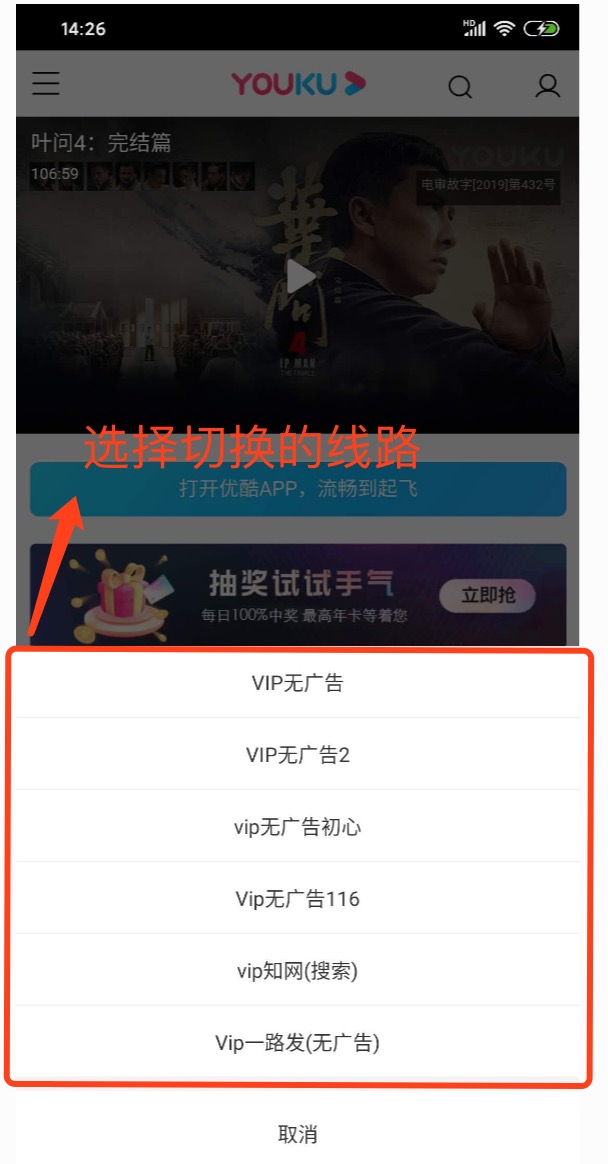 14:26
HD
YOUKU
叶问4：完结篇
YOUKU
106:59
电审故字[2019]第432号
葉问
4
IP MAN
THE FINALE
选择切换的线路
打开优酷APP，流畅到起飞
抽奖试试手气
每日100%中奖 最高年卡等着您
立即抢
VIP无广告
VIP无广告2
vip无广告初心
Vip无广告116
vip知网(搜索)
Vip一路发(无广告)
取消